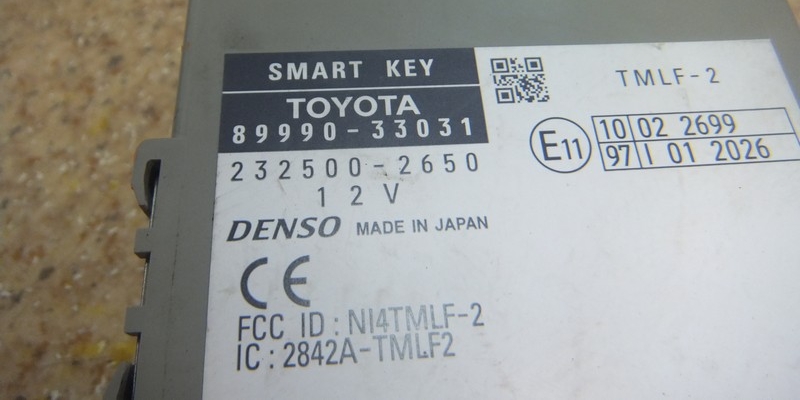 SMART KEY
TOYOTA
89990-33031
232500-2650
12V
DENSO MADE IN JAPAN
CE
FCC ID : NI4TMLF-2
IC : 2842A-TMLF2
TMLF-2
E11
10 02 2699
97 I 01 2026